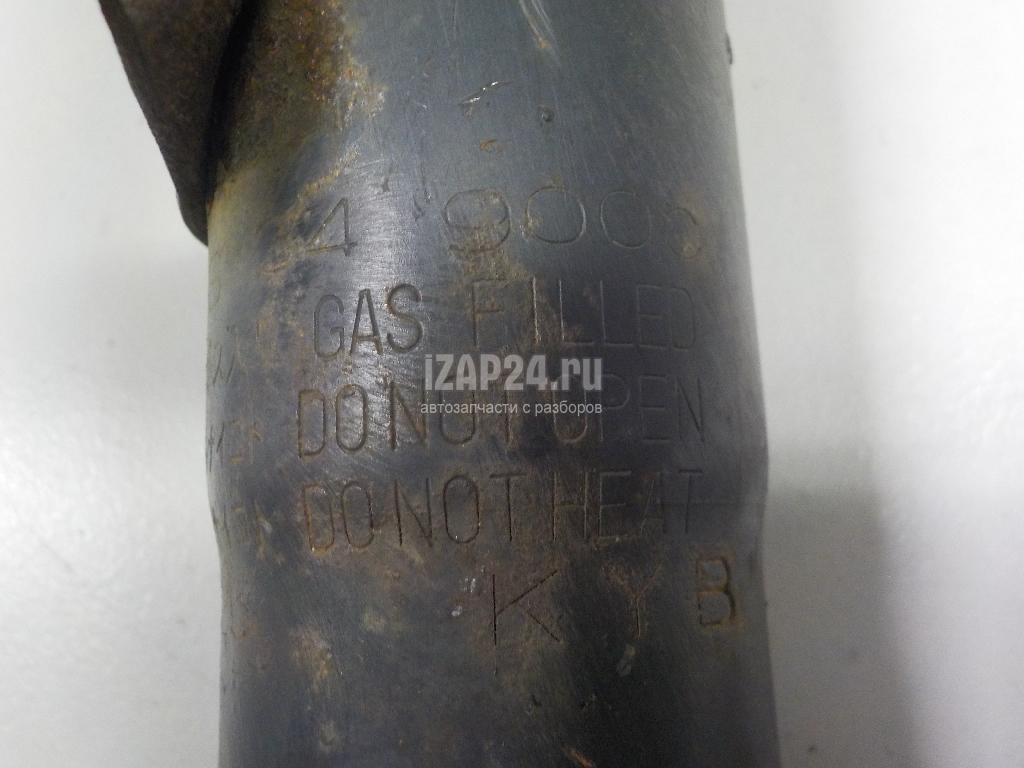 4 9000
GAS FILLED
iZAP24.ru
DO NOT OPEN
автозапчасти с разборов
DO NOT HEAT
KYB